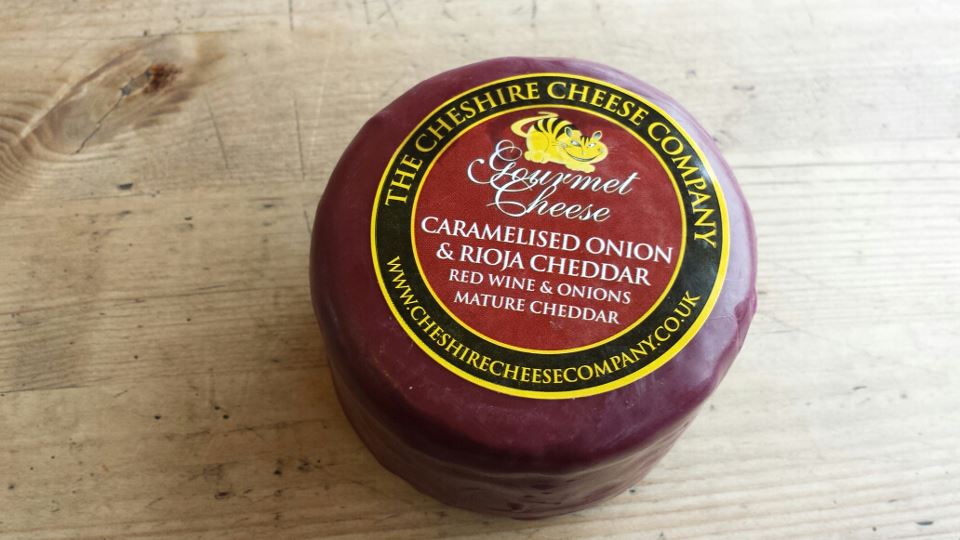 THE CHESHIRE CHEESE COMPANY
Gourmet
Cheese
CARAMELISED ONION
& RIOJA CHEDDAR
RED WINE & ONIONS
MATURE CHEDDAR
WWW.CHESHIRECHEESECOMPANY.CO.UK